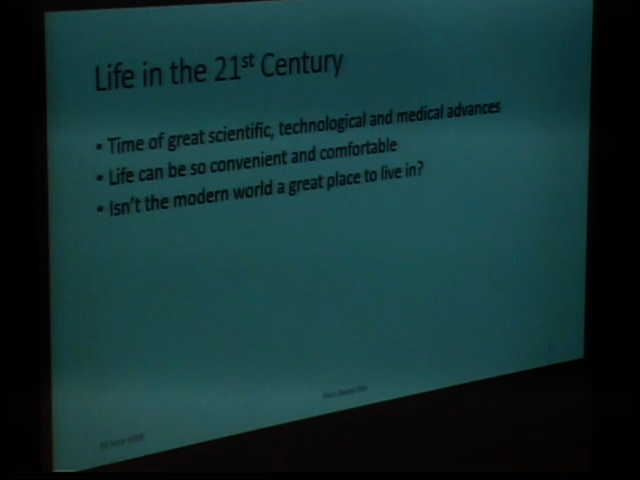 Life in the 21st Century
• Time of great scientific, technological and medical advances
• Life can be so convenient and comfortable
• Isn't the modern world a great place to live in?